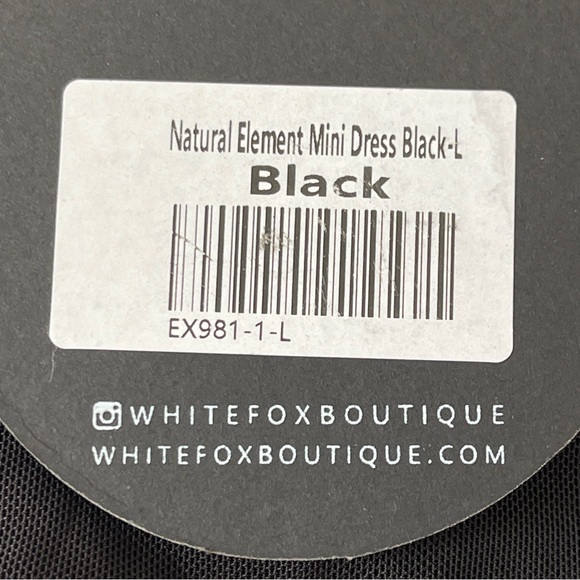 Natural Element Mini Dress Black-L
Black
EX981-1-L
WHITEFOXBOUTIQUE
WHITEFOXBOUTIQUE.COM